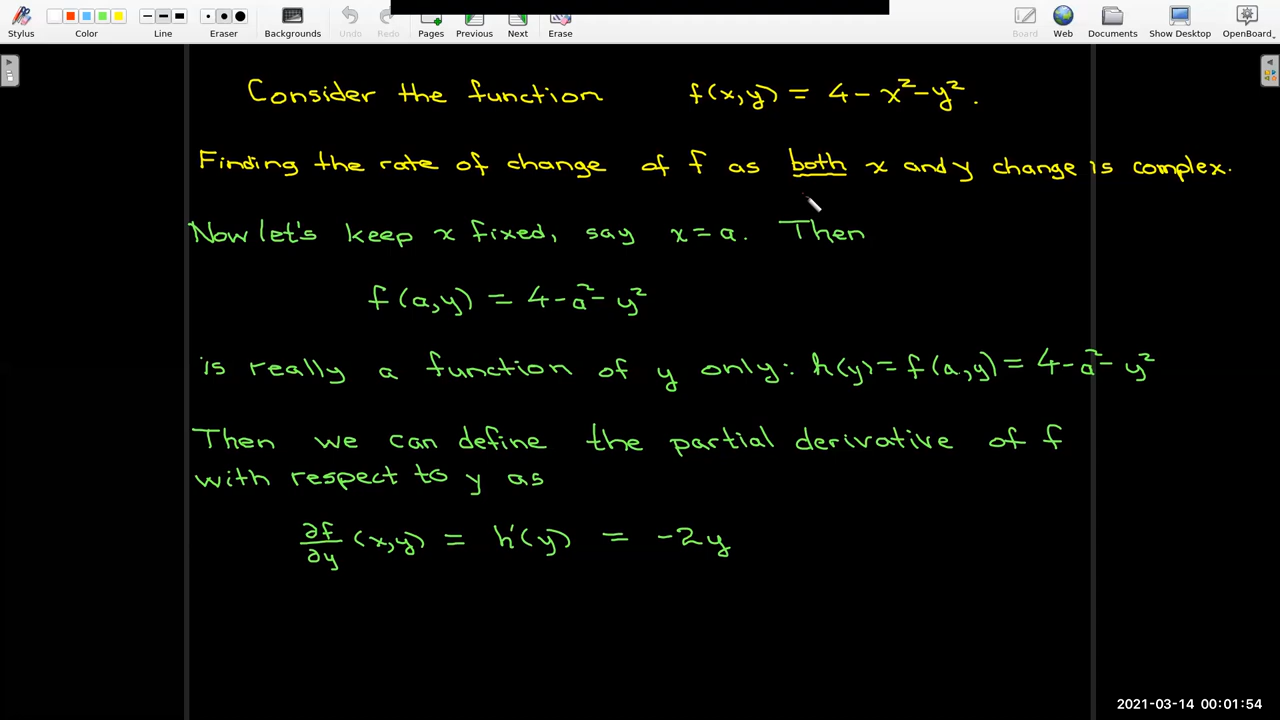 Stylus Color Line Eraser Backgrounds Undo Redo Pages Previous Next Erase Board Web Documents Show Desktop OpenBoard
Consider the function f(x,y) = 4 - x² - y².
Finding the rate of change of f as both x and y change is complex.
Now let's keep x fixed, say x = a. Then
f(a,y) = 4 - a² - y²
is really a function of y only: h(y) = f(a,y) = 4 - a² - y²
Then we can define the partial derivative of f
with respect to y as
∂f/∂y (x,y) = h'(y) = -2y
2021-03-14 00:01:54